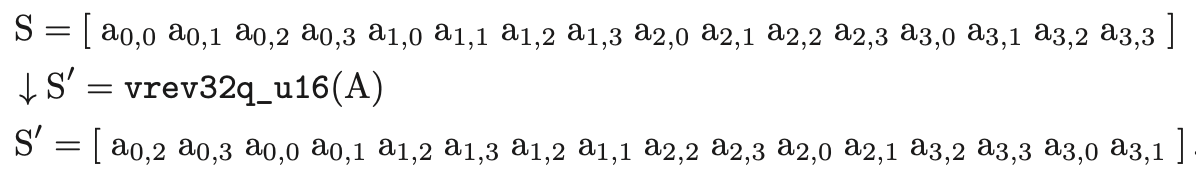 S = [ a₀,₀ a₀,₁ a₀,₂ a₀,₃ a₁,₀ a₁,₁ a₁,₂ a₁,₃ a₂,₀ a₂,₁ a₂,₂ a₂,₃ a₃,₀ a₃,₁ a₃,₂ a₃,₃ ]
↓ S′ = vrev32q_u16(A)
S′ = [ a₀,₂ a₀,₃ a₀,₀ a₀,₁ a₁,₂ a₁,₃ a₁,₂ a₁,₁ a₂,₂ a₂,₃ a₂,₀ a₂,₁ a₃,₂ a₃,₃ a₃,₀ a₃,₁ ] .